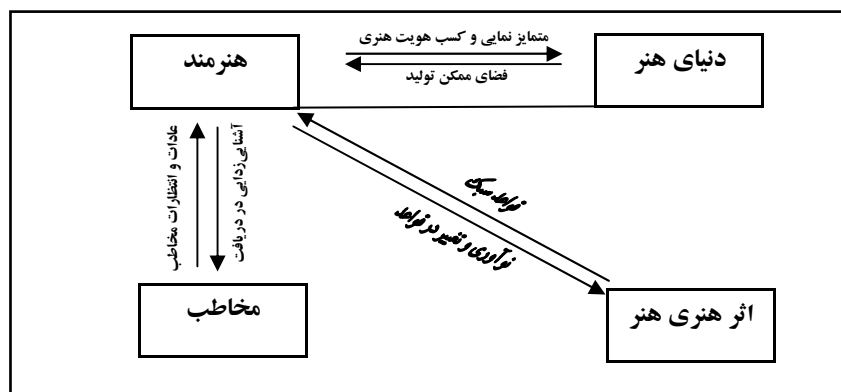 دنیای هنر
متمایز نمایی و کسب هویت هنری
فضای ممکن تولید
هنرمند
عادات و انتظارات مخاطب
آشنایی‌زدایی در دریافت
قواعد سبک
نوآوری و تغییر در قواعد
مخاطب
اثر هنری هنر